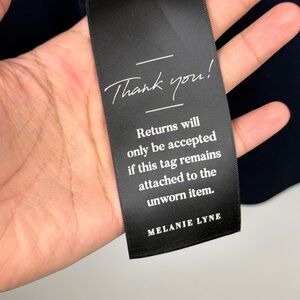 Thank you!
Returns will
only be accepted
if this tag remains
attached to the
unworn item.
MELANIE LYNE